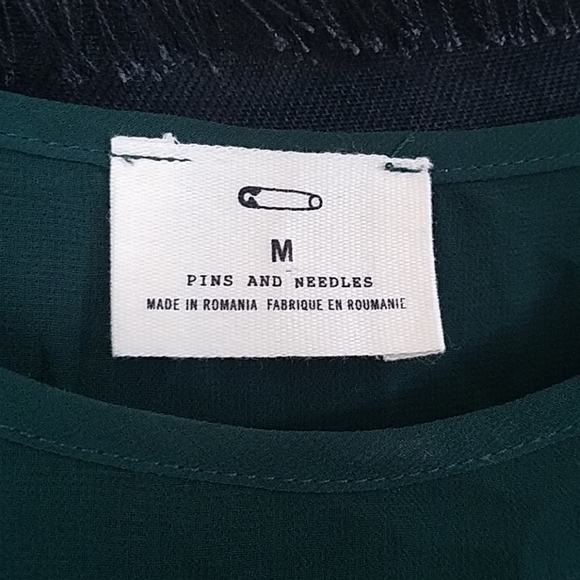 M
PINS AND NEEDLES
MADE IN ROMANIA FABRIQUE EN ROUMANIE